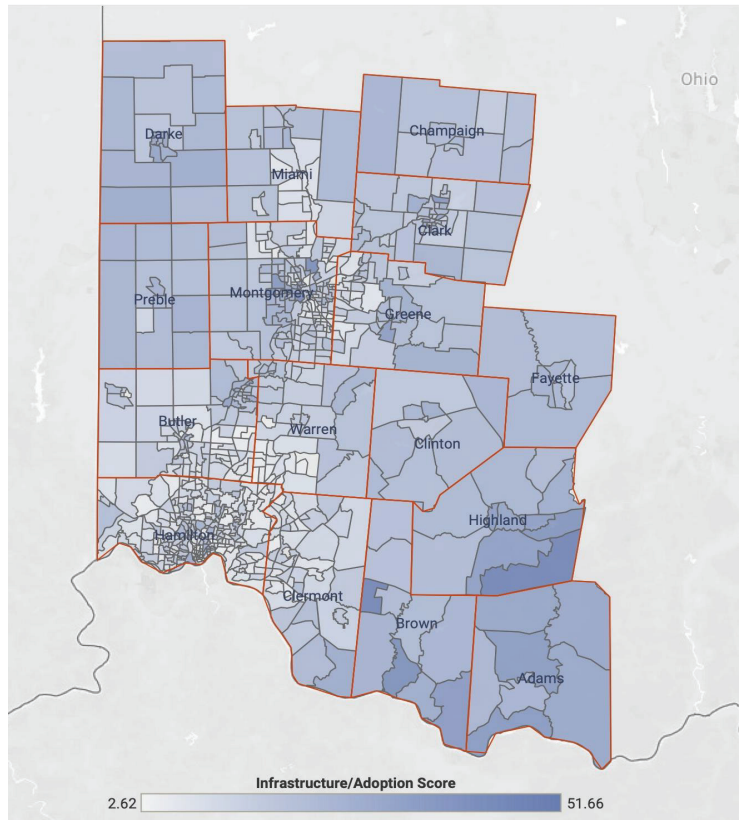 Ohio
Darke
Champaign
Miami
Clark
Preble
Montgomery
Greene
Fayette
Butler
Warren
Clinton
Highland
Hamilton
Clermont
Brown
Adams
Infrastructure/Adoption Score
2.62 51.66